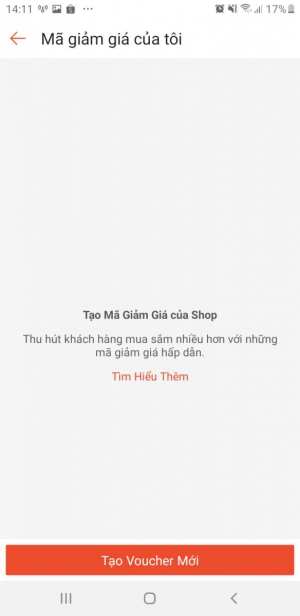 14:11
17%
Mã giảm giá của tôi
Tạo Mã Giảm Giá của Shop
Thu hút khách hàng mua sắm nhiều hơn với những
mã giảm giá hấp dẫn.
Tìm Hiểu Thêm
Tạo Voucher Mới